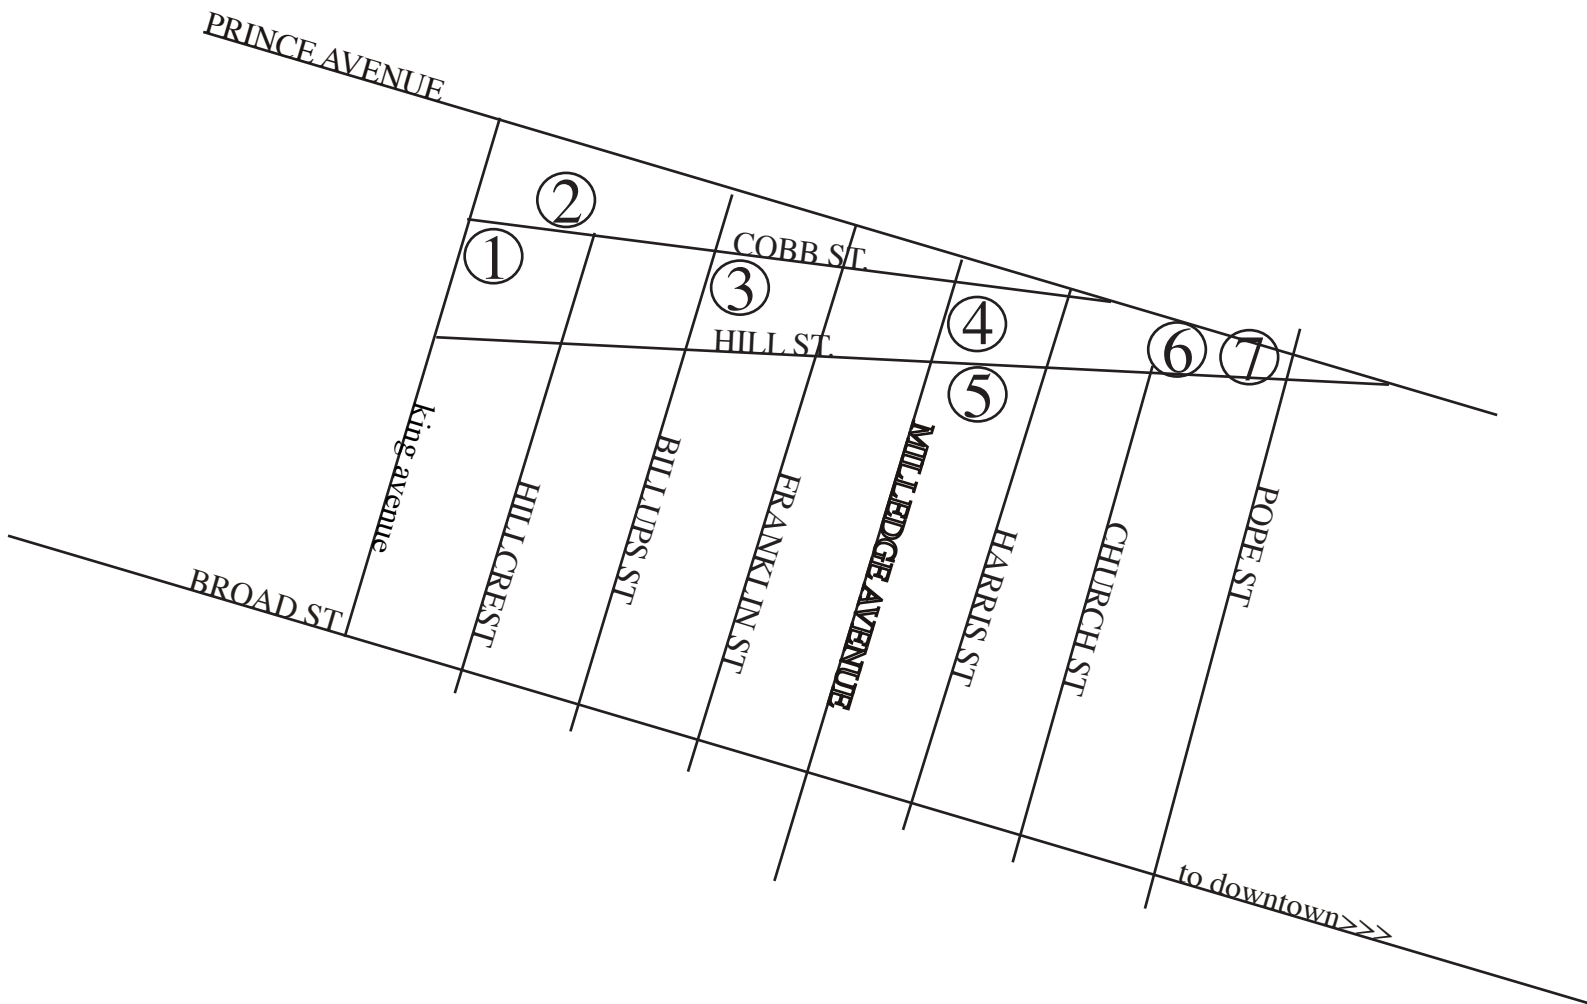 PRINCE AVENUE
2
1
COBB ST.
3
HILL ST.
4
5
6
7
king avenue
HILLCREST
BILLUPS ST
FRANKLIN ST
MILLEDGE AVENUE
HARRIS ST
CHURCH ST
POPE ST
BROAD ST
to downtown>>>